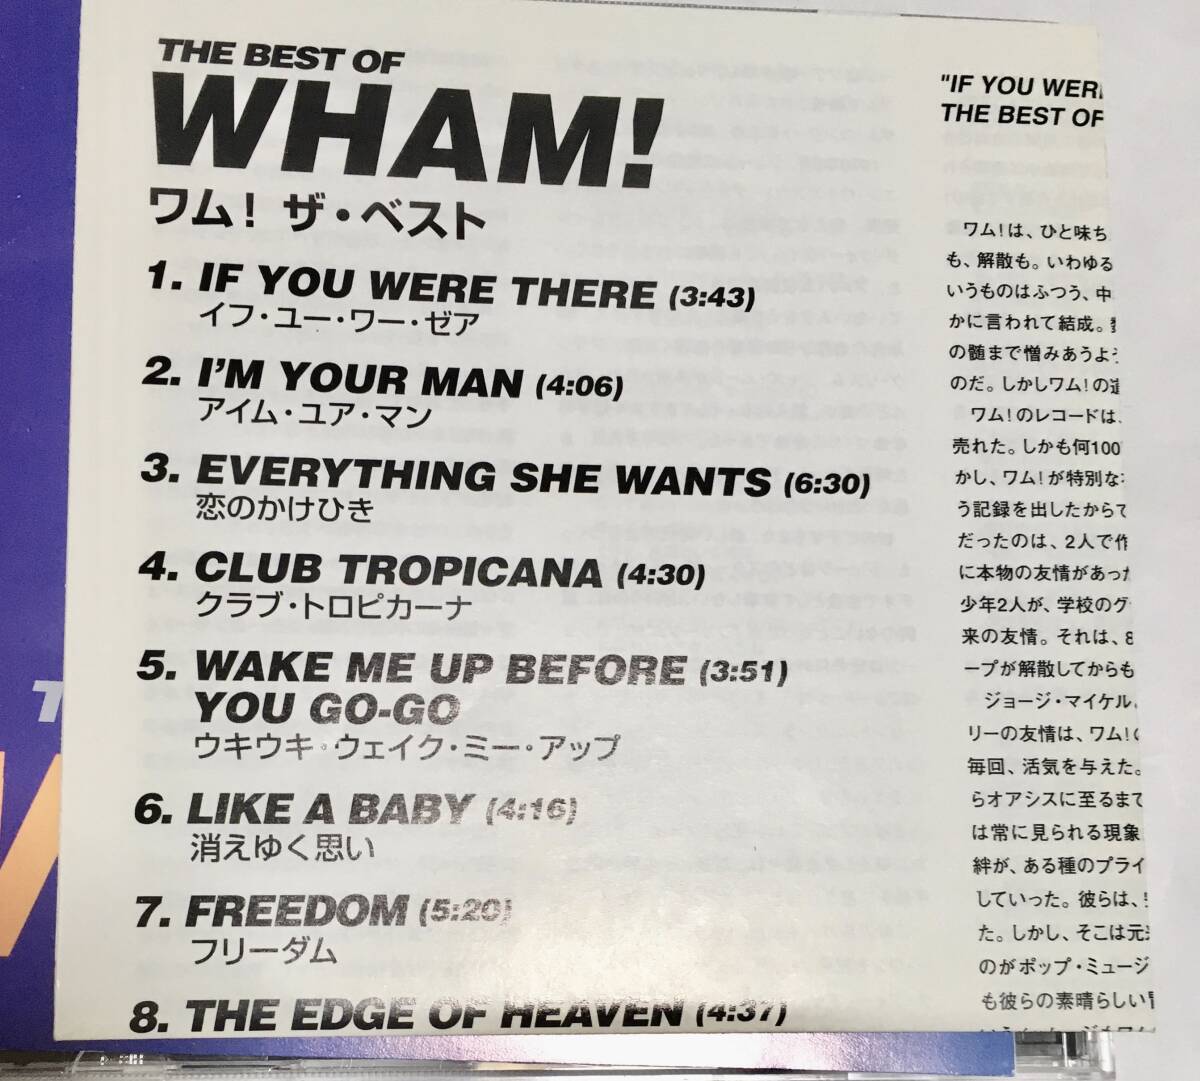 THE BEST OF
WHAM!
ワム! ザ・ベスト
1. IF YOU WERE THERE (3:43)
イフ・ユー・ワー・ゼア
2. I'M YOUR MAN (4:06)
アイム・ユア・マン
3. EVERYTHING SHE WANTS (6:30)
恋のかけひき
4. CLUB TROPICANA (4:30)
クラブ・トロピカーナ
5. WAKE ME UP BEFORE (3:51)
YOU GO-GO
ウキウキ・ウェイク・ミー・アップ
6. LIKE A BABY (4:16)
消えゆく思い
7. FREEDOM (5:20)
フリーダム
8. THE EDGE OF HEAVEN (4:37)
"IF YOU WER
THE BEST OF
ワム!は、ひと味ち
も、解散も。いわゆる
いうものはふつう、中
かに言われて結成。
の髄まで憎みあうよう
のだ。しかしワム!の道
ワム!のレコードは、
売れた。しかも何100
かし、ワム!が特別な
う記録を出したからて
だったのは、2人で作
に本物の友情があった
少年2人が、学校のグ
来の友情。それは、8
ープが解散してからも
ジョージ・マイケル
リーの友情は、ワム!の
毎回、活気を与えた。
らオアシスに至るまで
は常に見られる現象
絆が、ある種のプライ
していった。彼らは、
た。しかし、そこは元
のがポップ・ミュージ
も彼らの素晴らしい